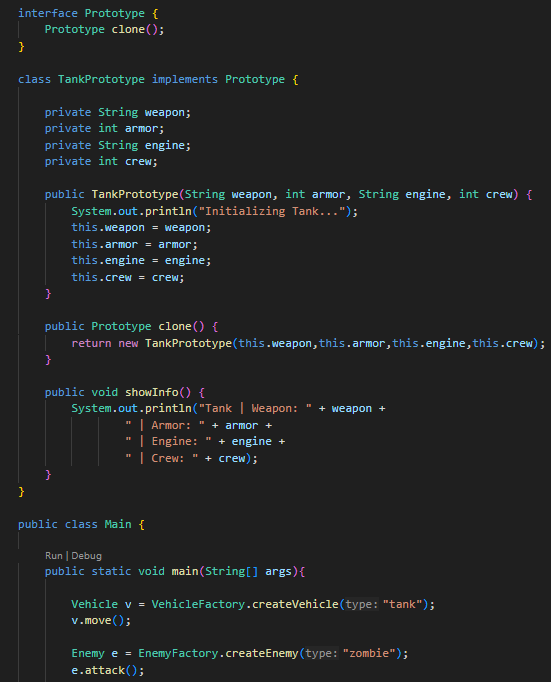 interface Prototype {
    Prototype clone();
}

class TankPrototype implements Prototype {

    private String weapon;
    private int armor;
    private String engine;
    private int crew;

    public TankPrototype(String weapon, int armor, String engine, int crew) {
        System.out.println("Initializing Tank...");
        this.weapon = weapon;
        this.armor = armor;
        this.engine = engine;
        this.crew = crew;
    }

    public Prototype clone() {
        return new TankPrototype(this.weapon,this.armor,this.engine,this.crew);
    }

    public void showInfo() {
        System.out.println("Tank | Weapon: " + weapon +
                " | Armor: " + armor +
                " | Engine: " + engine +
                " | Crew: " + crew);
    }
}

public class Main {

    Run | Debug
    public static void main(String[] args){

        Vehicle v = VehicleFactory.createVehicle(type: "tank");
        v.move();

        Enemy e = EnemyFactory.createEnemy(type: "zombie");
        e.attack();